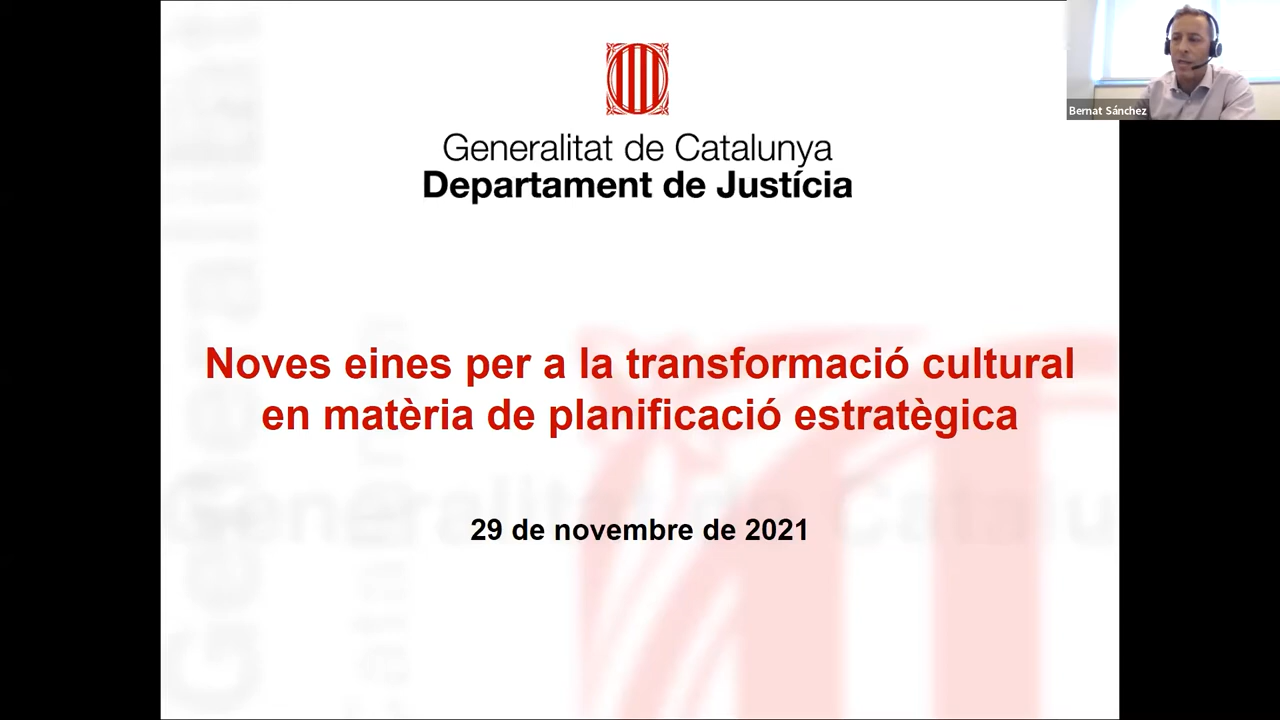 Generalitat de Catalunya
Departament de Justícia
Bernat Sánchez
Noves eines per a la transformació cultural
en matèria de planificació estratègica
29 de novembre de 2021